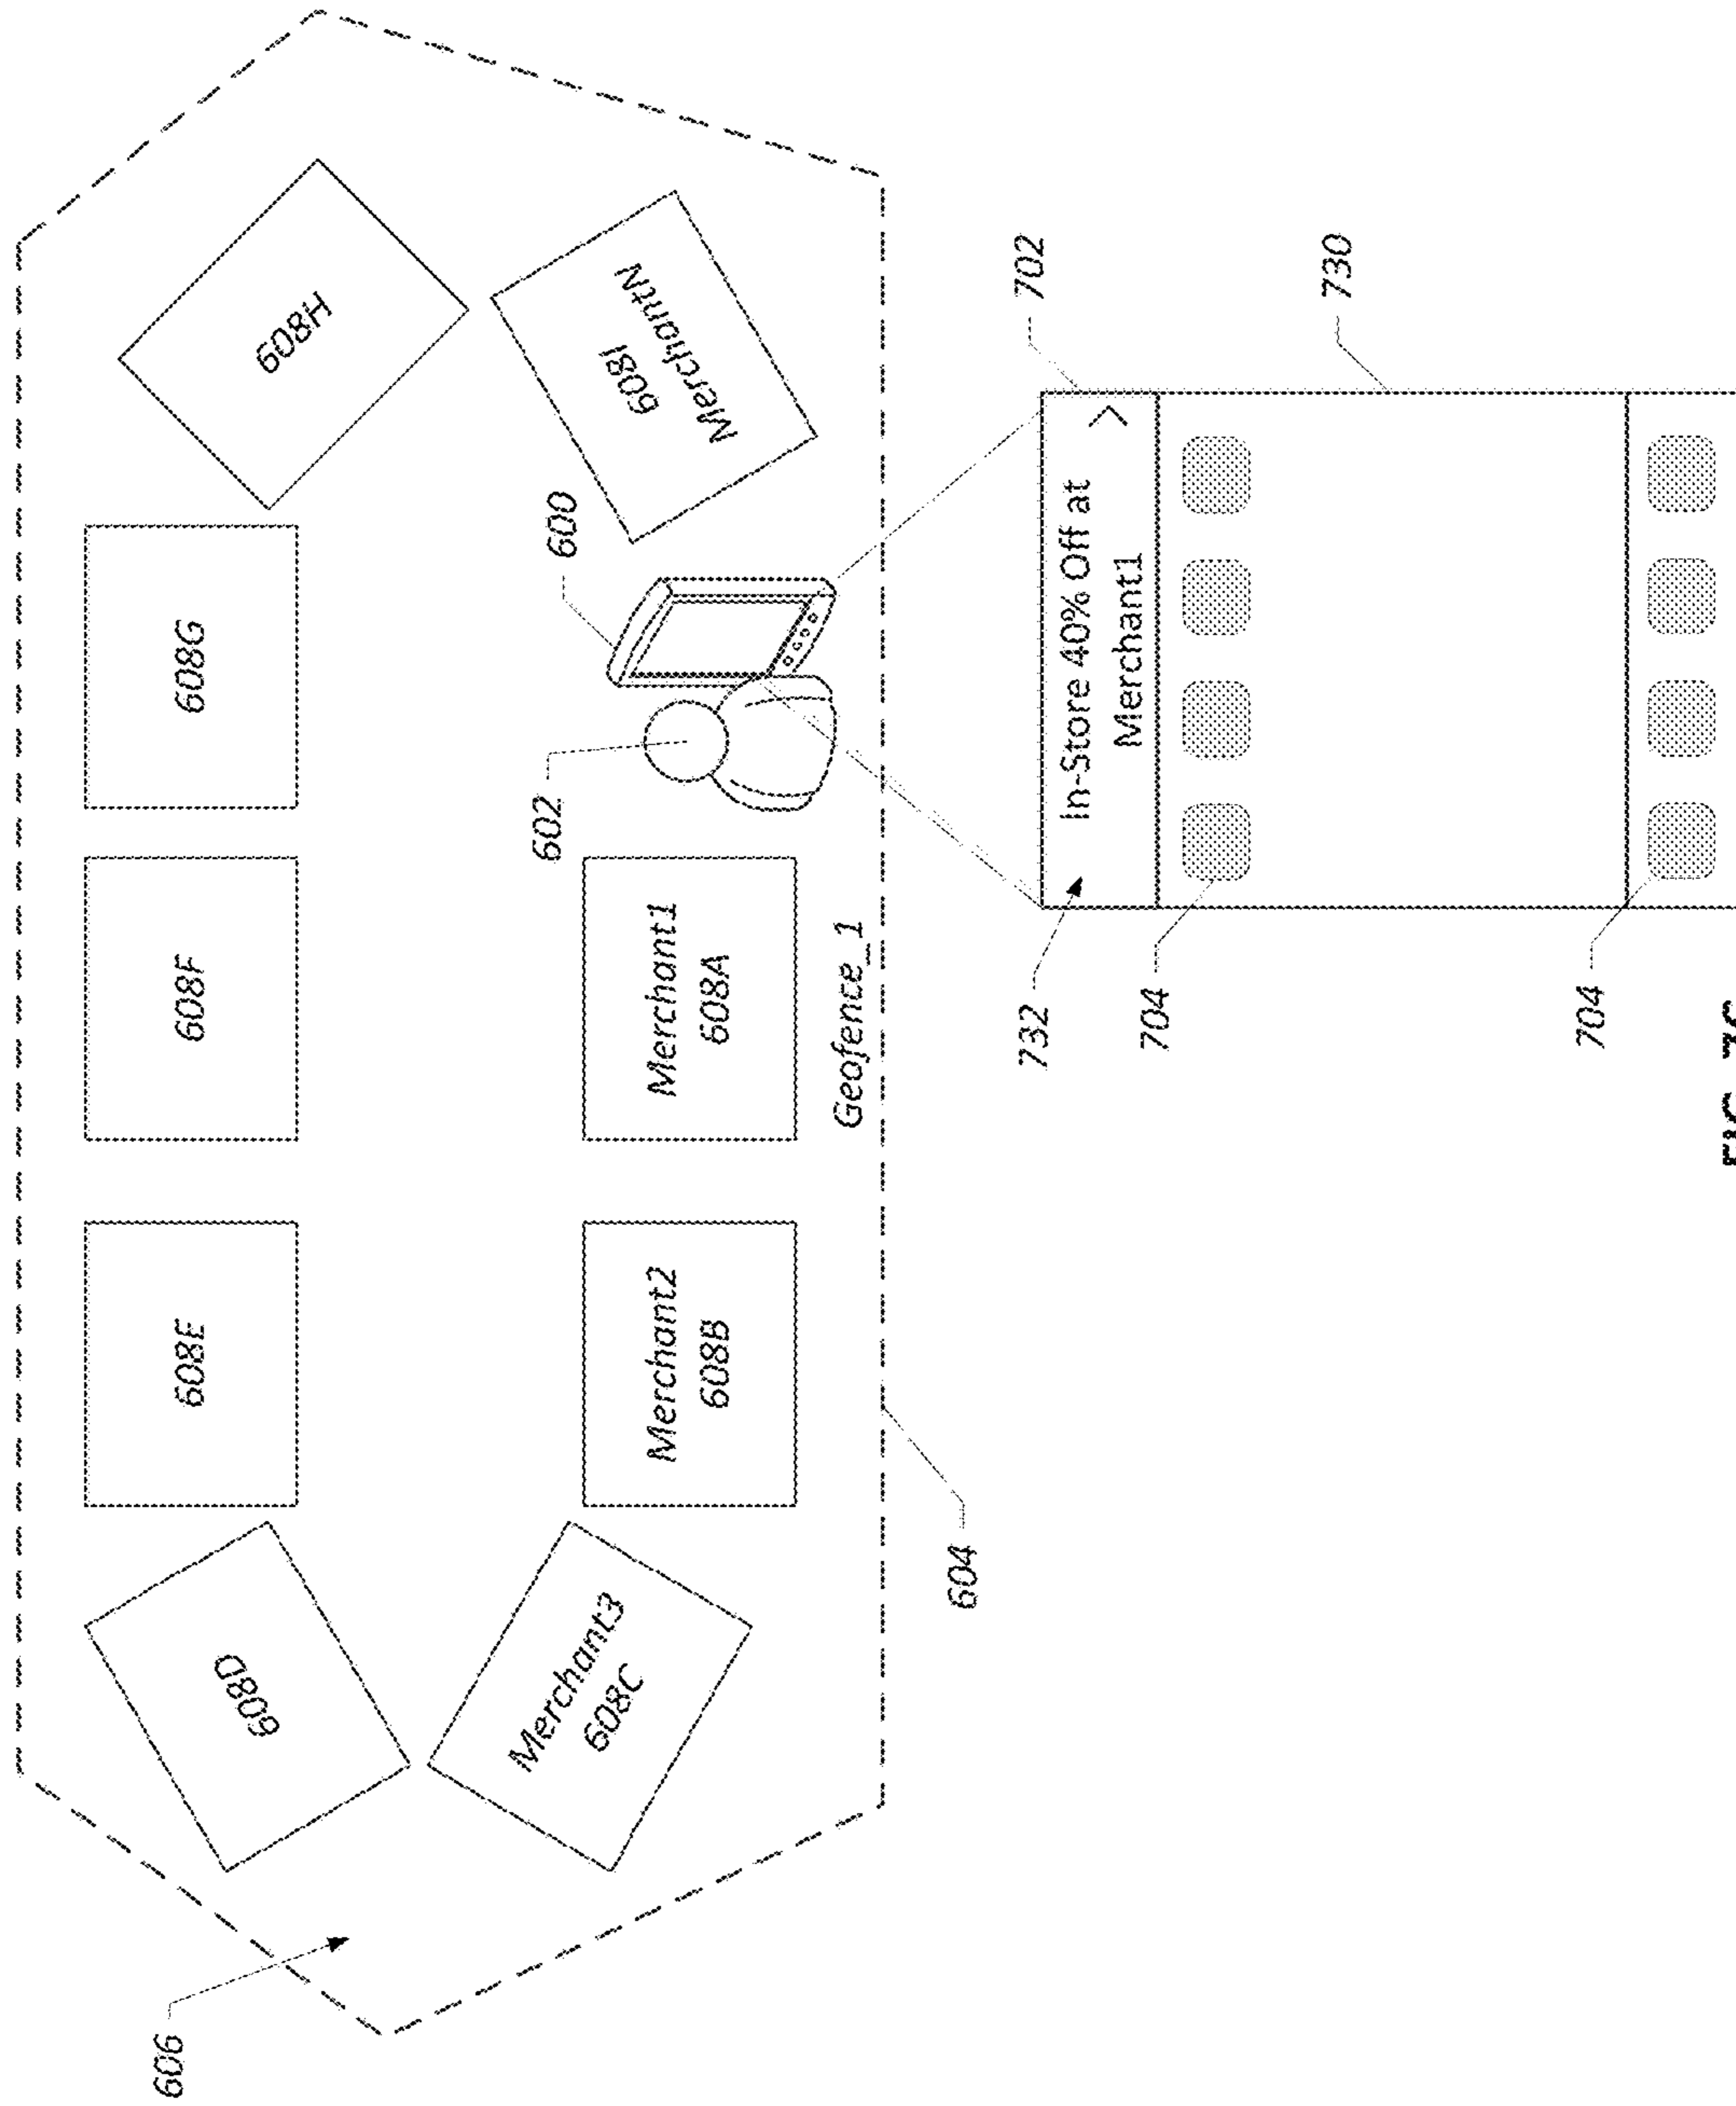 606
608D
608E
608F
608G
608H
Merchant3
608C
Merchant2
608B
Merchant1
608A
602
600
608I
MerchantN
Geofence_1
604
732
In-Store 40% Off at
Merchant1
>
702
704
730
704